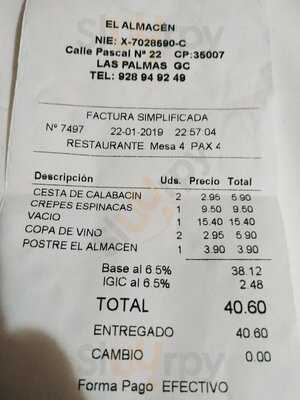 EL ALMACÉN
NIE: X-7028690-C
Calle Pascal Nº 22 CP:35007
LAS PALMAS GC
TEL: 928 94 92 49
FACTURA SIMPLIFICADA
Nº 7497 22-01-2019 22:57:04
RESTAURANTE Mesa 4 PAX 4
Descripción Uds. Precio Total
CESTA DE CALABACIN 2 2.95 5.90
CREPES ESPINACAS 1 9.50 9.50
VACIO 1 15.40 15.40
COPA DE VINO 2 2.95 5.90
POSTRE EL ALMACEN 1 3.90 3.90
Base al 6.5% 38.12
IGIC al 6.5% 2.48
TOTAL 40.60
ENTREGADO 40.60
CAMBIO 0.00
Forma Pago EFECTIVO